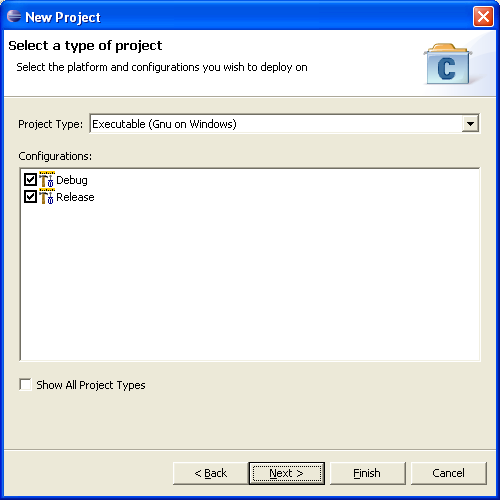 New Project
Select a type of project
Select the platform and configurations you wish to deploy on
C
Project Type: Executable (Gnu on Windows)
Configurations:
Debug
Release
Show All Project Types
< Back Next > Finish Cancel